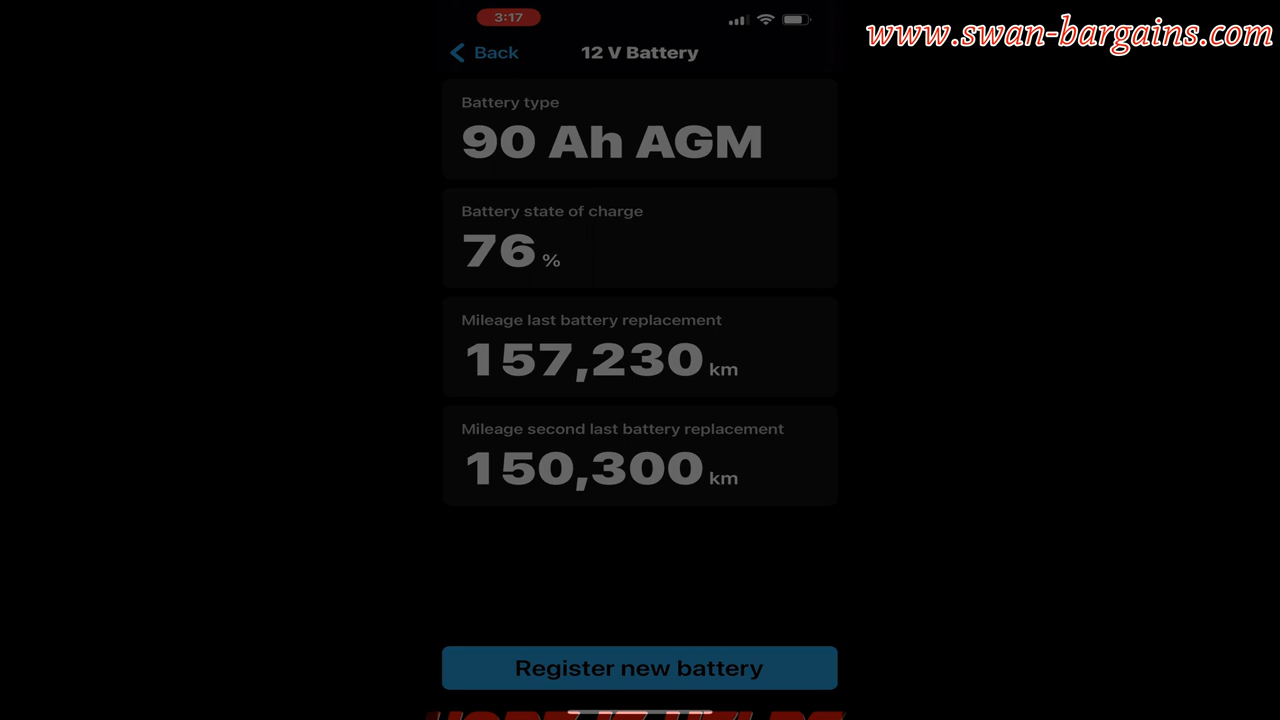 3:17
www.swan-bargains.com
Back
12 V Battery
Battery type
90 Ah AGM
Battery state of charge
76 %
Mileage last battery replacement
157,230 km
Mileage second last battery replacement
150,300 km
Register new battery